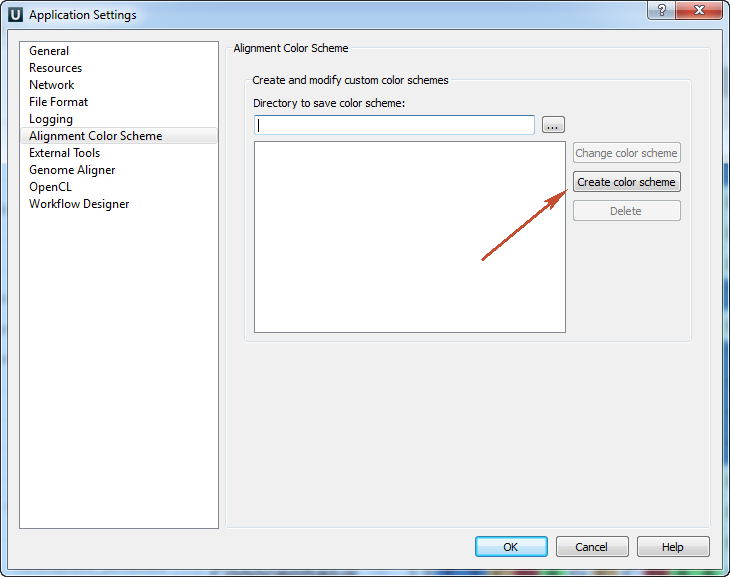 Application Settings
General
Resources
Network
File Format
Logging
Alignment Color Scheme
External Tools
Genome Aligner
OpenCL
Workflow Designer
Alignment Color Scheme
Create and modify custom color schemes
Directory to save color scheme:
...
Change color scheme
Create color scheme
Delete
OK
Cancel
Help